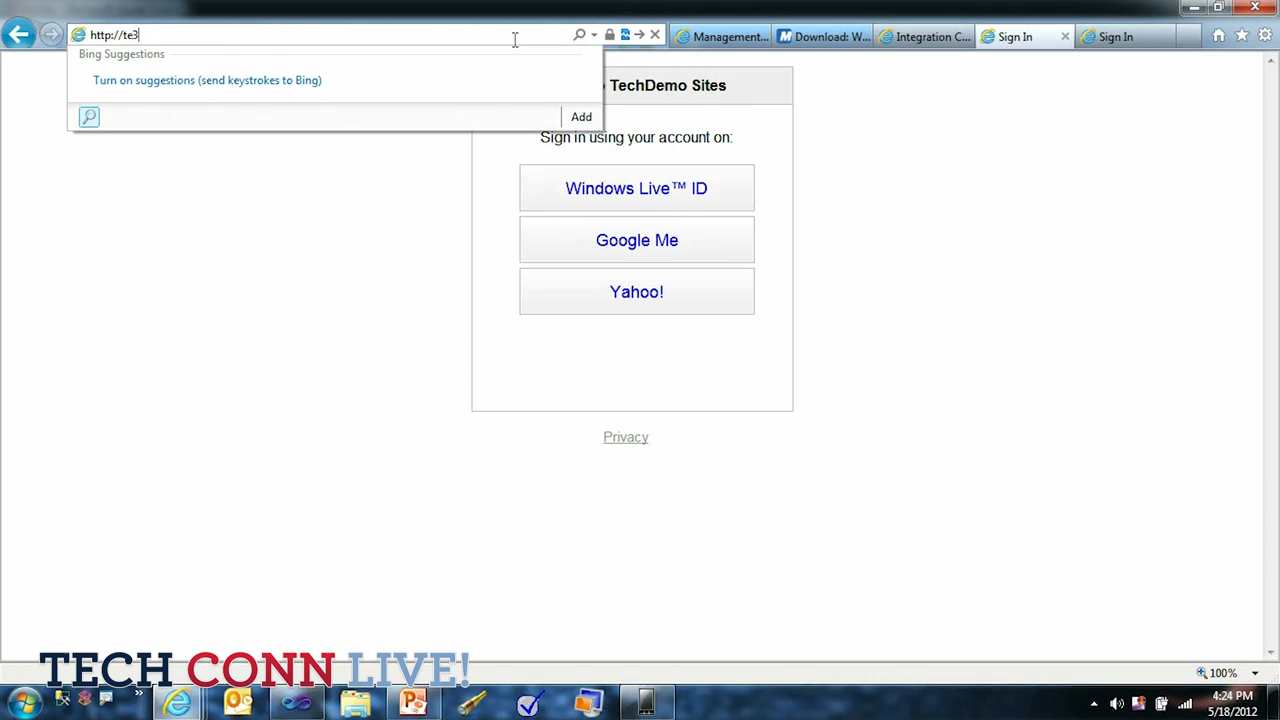 http://te3
Management...
Download: W...
Integration C...
Sign In
Sign In
Bing Suggestions
Turn on suggestions (send keystrokes to Bing)
Add
TechDemo Sites
Sign in using your account on:
Windows Live™ ID
Google Me
Yahoo!
Privacy
TECH CONN LIVE!
100%
4:24 PM
5/18/2012